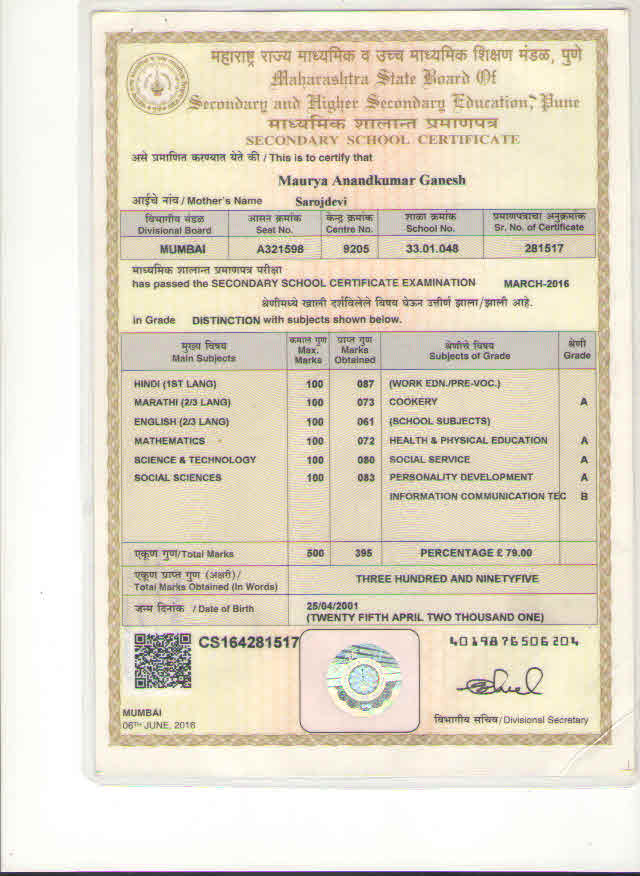 महाराष्ट्र राज्य माध्यमिक व उच्च माध्यमिक शिक्षण मंडळ, पुणे
Maharashtra State Board Of
Secondary and Higher Secondary Education, Pune
माध्यमिक शालान्त प्रमाणपत्र
SECONDARY SCHOOL CERTIFICATE
असे प्रमाणित करण्यात येते की / This is to certify that
Maurya Anandkumar Ganesh
आईचे नांव / Mother's Name Sarojdevi
विभागीय मंडळ आसन क्रमांक केन्द्र क्रमांक शाळा क्रमांक प्रमाणपत्राचा अनुक्रमांक
Divisional Board Seat No. Centre No. School No. Sr. No. of Certificate
MUMBAI A321598 9205 33.01.048 281517
माध्यमिक शालान्त प्रमाणपत्र परीक्षा
has passed the SECONDARY SCHOOL CERTIFICATE EXAMINATION MARCH-2016
श्रेणीमध्ये खाली दर्शविलेले विषय घेऊन उत्तीर्ण झाला/झाली आहे.
in Grade DISTINCTION with subjects shown below.
मुख्य विषय कमाल गुण प्राप्त गुण श्रेणीचे विषय श्रेणी
Main Subjects Max. Marks Marks Obtained Subjects of Grade Grade
HINDI (1ST LANG) 100 087 (WORK EDN./PRE-VOC.)
MARATHI (2/3 LANG) 100 073 COOKERY A
ENGLISH (2/3 LANG) 100 061 (SCHOOL SUBJECTS)
MATHEMATICS 100 072 HEALTH & PHYSICAL EDUCATION A
SCIENCE & TECHNOLOGY 100 080 SOCIAL SERVICE A
SOCIAL SCIENCES 100 083 PERSONALITY DEVELOPMENT A
INFORMATION COMMUNICATION TEC B
एकूण गुण/Total Marks 500 395 PERCENTAGE £ 79.00
एकूण प्राप्त गुण (अक्षरी) /
Total Marks Obtained (In Words) THREE HUNDRED AND NINETYFIVE
जन्म दिनांक / Date of Birth 25/04/2001
(TWENTY FIFTH APRIL TWO THOUSAND ONE)
CS164281517 4019876506204
MUMBAI
06TH JUNE, 2016 विभागीय सचिव/Divisional Secretary